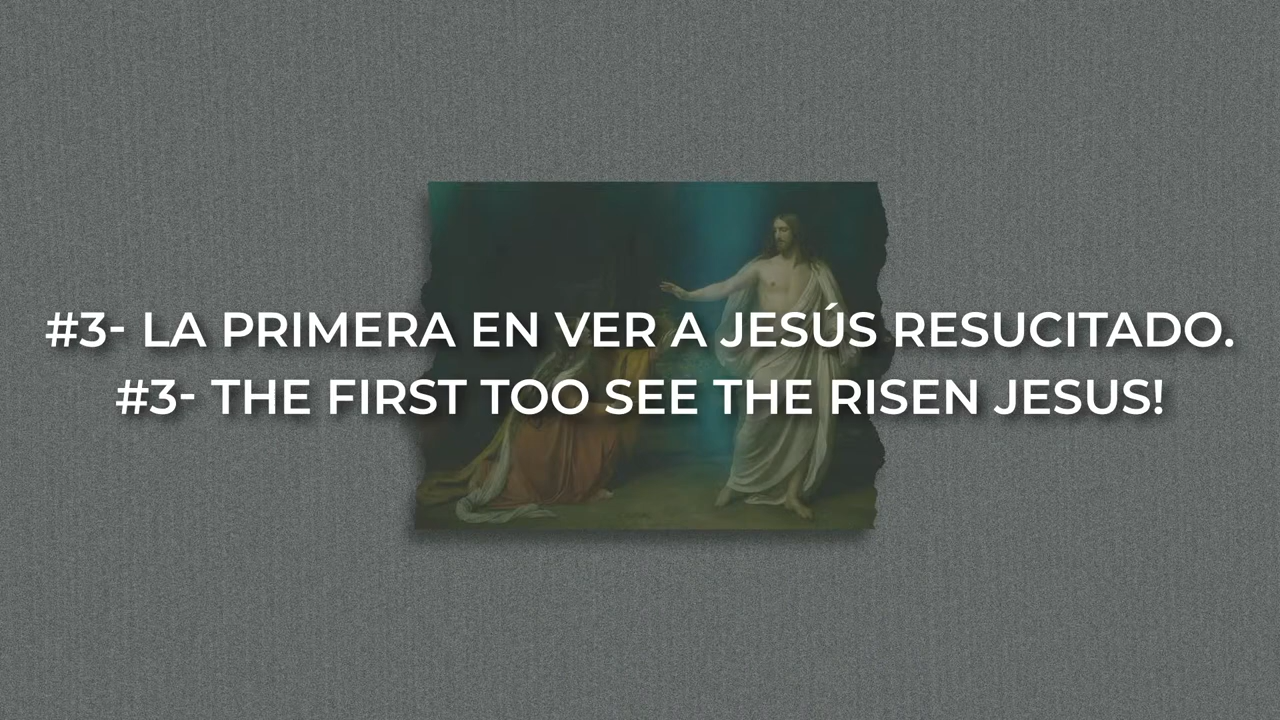 #3- LA PRIMERA EN VER A JESÚS RESUCITADO.
#3- THE FIRST TOO SEE THE RISEN JESUS!